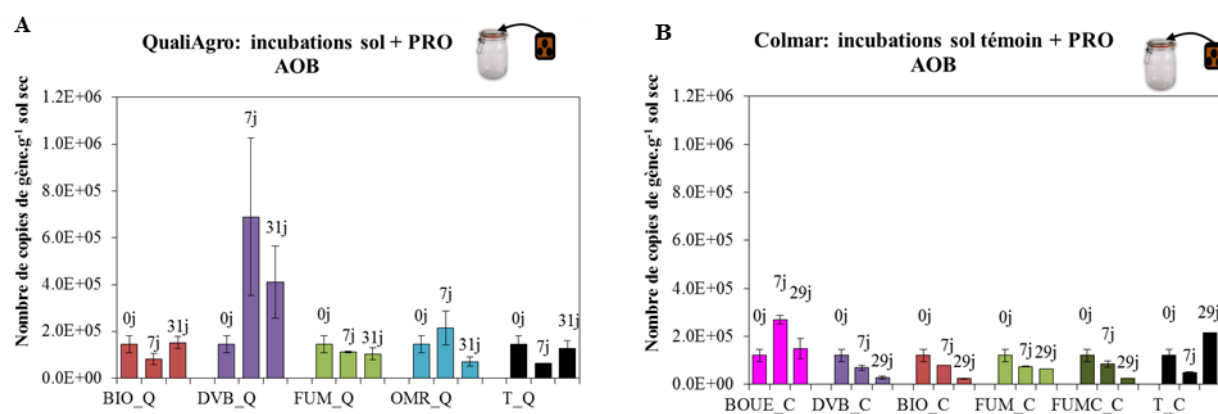 A
QualiAgro: incubations sol + PRO
AOB
Nombre de copies de gène.g-1 sol sec
1.2E+06
1.0E+06
8.0E+05
6.0E+05
4.0E+05
2.0E+05
0.0E+00
0j
7j
31j
0j
7j
31j
0j
7j
31j
0j
7j
31j
0j
7j
31j
BIO_Q
DVB_Q
FUM_Q
OMR_Q
T_Q
B
Colmar: incubations sol témoin + PRO
AOB
Nombre de copies de gène.g-1 sol sec
1.2E+06
1.0E+06
8.0E+05
6.0E+05
4.0E+05
2.0E+05
0.0E+00
0j
7j
29j
0j
7j
29j
0j
7j
29j
0j
7j
29j
0j
7j
29j
0j
7j
29j
BOUE_C
DVB_C
BIO_C
FUM_C
FUMC_C
T_C